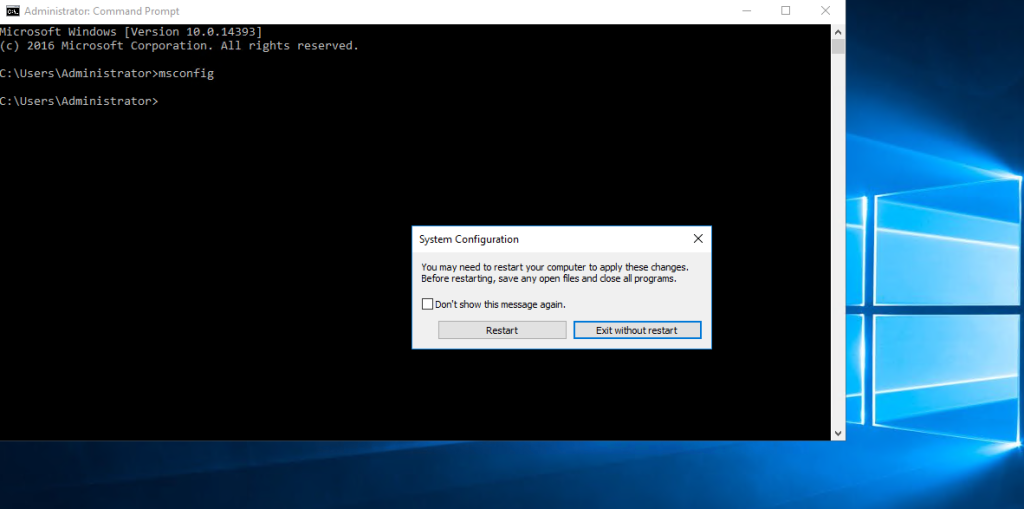 Administrator: Command Prompt
Microsoft Windows [Version 10.0.14393]
(c) 2016 Microsoft Corporation. All rights reserved.
C:\Users\Administrator>msconfig
C:\Users\Administrator>
System Configuration
You may need to restart your computer to apply these changes.
Before restarting, save any open files and close all programs.
Don't show this message again.
Restart
Exit without restart